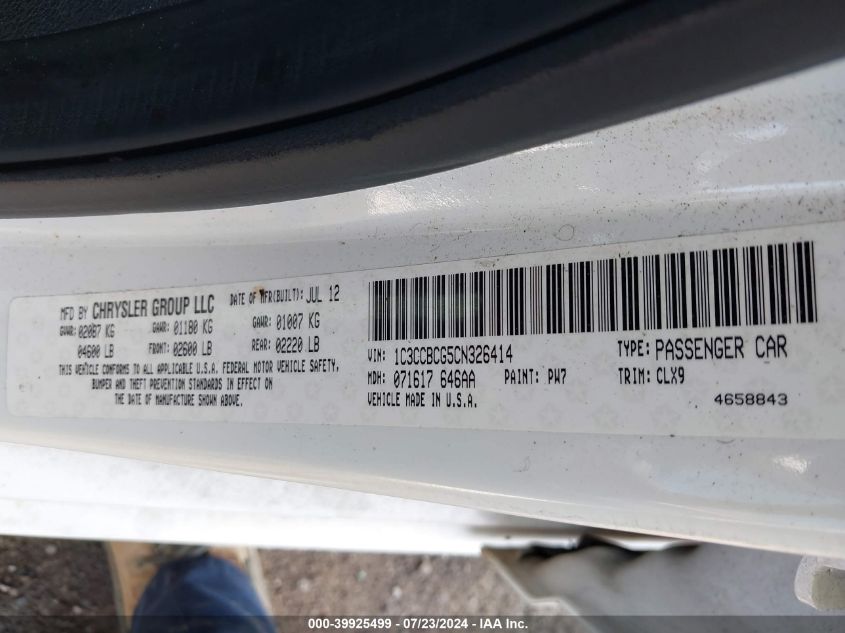 MFD BY CHRYSLER GROUP LLC DATE OF MFR(BUILT): JUL 12
GVWR: 02087 KG GAWR: 01180 KG GAWR: 01007 KG
04600 LB FRONT: 02600 LB REAR: 02220 LB
THIS VEHICLE CONFORMS TO ALL APPLICABLE U.S.A. FEDERAL MOTOR VEHICLE SAFETY,
BUMPER AND THEFT PREVENTION STANDARDS IN EFFECT ON
THE DATE OF MANUFACTURE SHOWN ABOVE.
VIN: 1C3CCBCG5CN326414 TYPE: PASSENGER CAR
MDH: 071617 646AA PAINT: PW7 TRIM: CLX9
VEHICLE MADE IN U.S.A. 4658843
000-39925499 - 07/23/2024 - IAA Inc.